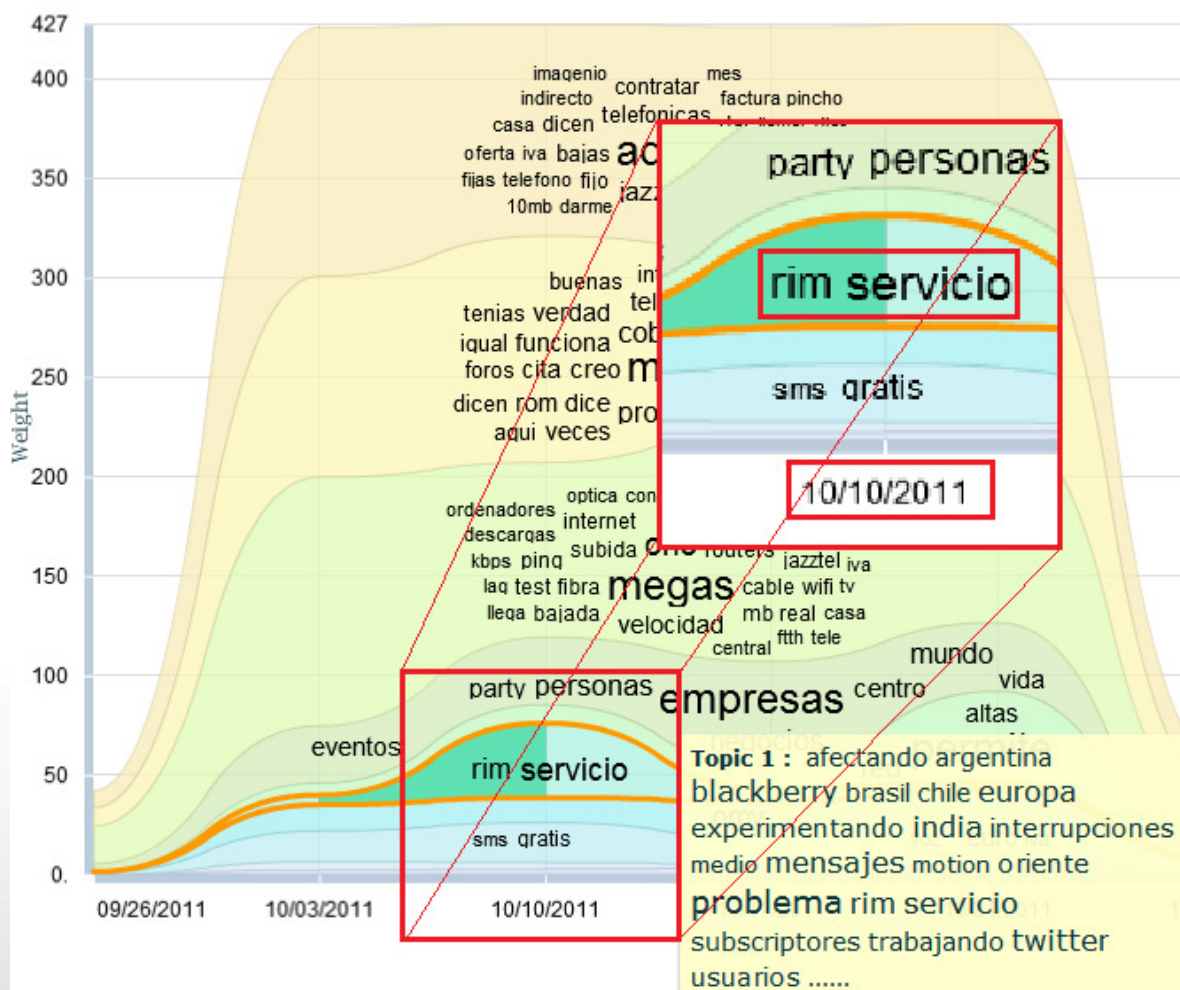 427
400
350
300
250
200
150
100
50
0.
Weight
imagenio contratar mes
indirecto telefonicas factura pincho
casa dicen
oferta iva bajas
fijas telefono fijo
10mb darme
buenas
tenias verdad
igual funciona
foros cita creo
dicen rom dice
aqui veces
party personas
rim servicio
sms gratis
10/10/2011
ordenadores optica
descargas internet
kbps ping subida routers jazztel iva
lag test fibra megas cable wifi tv
llega bajada velocidad mb real casa
central ftth tele
party personas empresas centro mundo vida
altas
eventos
rim servicio
sms gratis
Topic 1 : afectando argentina
blackberry brasil chile europa
experimentando india interrupciones
medio mensajes motion oriente
problema rim servicio
subscriptores trabajando twitter
usuarios ......
09/26/2011 10/03/2011 10/10/2011